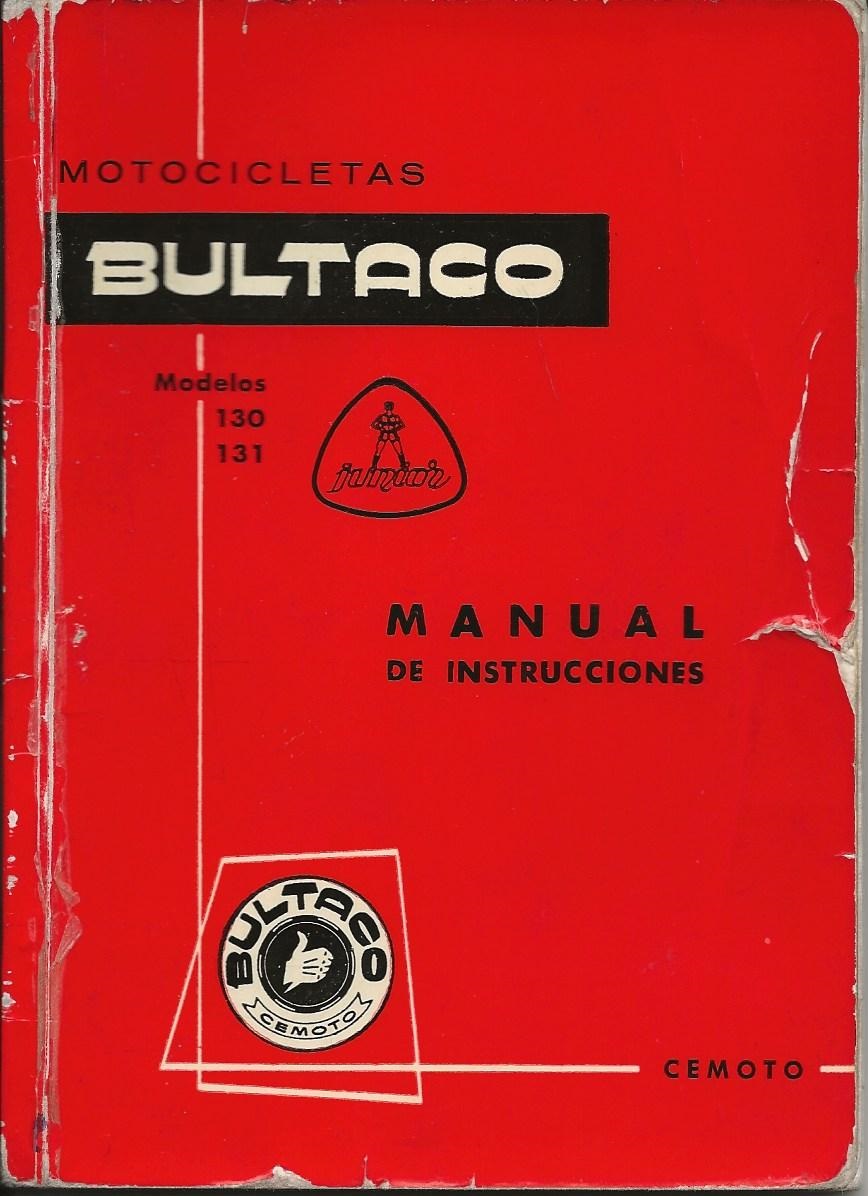 MOTOCICLETAS
BULTACO
Modelos
130
131
junior
MANUAL
DE INSTRUCCIONES
BULTACO
CEMOTO
CEMOTO